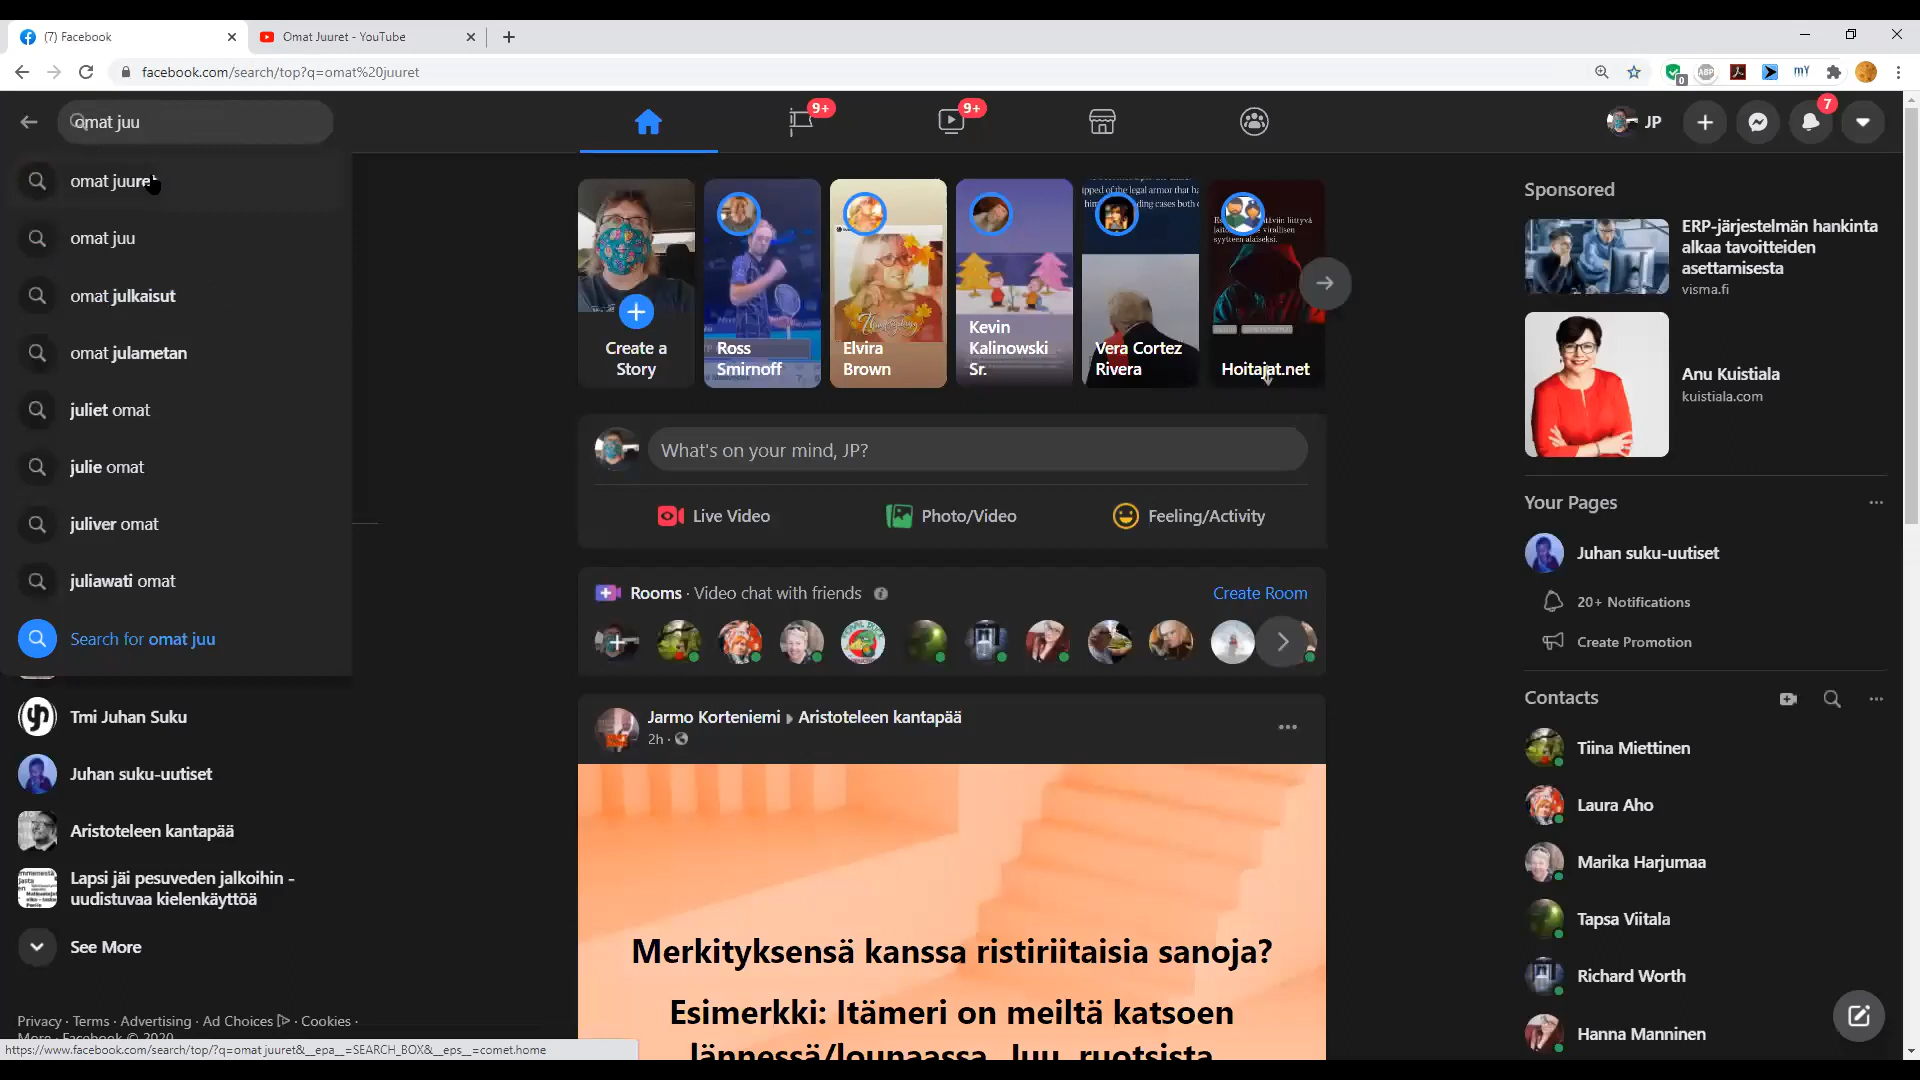 (7) Facebook
Omat Juuret - YouTube
facebook.com/search/top?q=omat%20juuret
0
ABP
mY
omat juu
9+
9+
JP
7
omat juuret
omat juu
omat julkaisut
omat julametan
juliet omat
julie omat
juliver omat
juliawati omat
Search for omat juu
Tmi Juhan Suku
Juhan suku-uutiset
Aristoteleen kantapää
Lapsi jäi pesuveden jalkoihin -
uudistuvaa kielenkäyttöä
See More
Privacy · Terms · Advertising · Ad Choices · Cookies ·
More · Facebook © 2020
https://www.facebook.com/search/top/?q=omat juuret&__epa__=SEARCH_BOX&__eps__=comet.home
Create a
Story
Ross
Smirnoff
Elvira
Brown
Kevin
Kalinowski
Sr.
Vera Cortez
Rivera
Hoitajat.net
What's on your mind, JP?
Live Video
Photo/Video
Feeling/Activity
Rooms · Video chat with friends
Create Room
Jarmo Korteniemi
Aristoteleen kantapää
2h ·
Merkityksensä kanssa ristiriitaisia sanoja?
Esimerkki: Itämeri on meiltä katsoen
Sponsored
ERP-järjestelmän hankinta
alkaa tavoitteiden
asettamisesta
visma.fi
Anu Kuistiala
kuistiala.com
Your Pages
Juhan suku-uutiset
20+ Notifications
Create Promotion
Contacts
Tiina Miettinen
Laura Aho
Marika Harjumaa
Tapsa Viitala
Richard Worth
Hanna Manninen